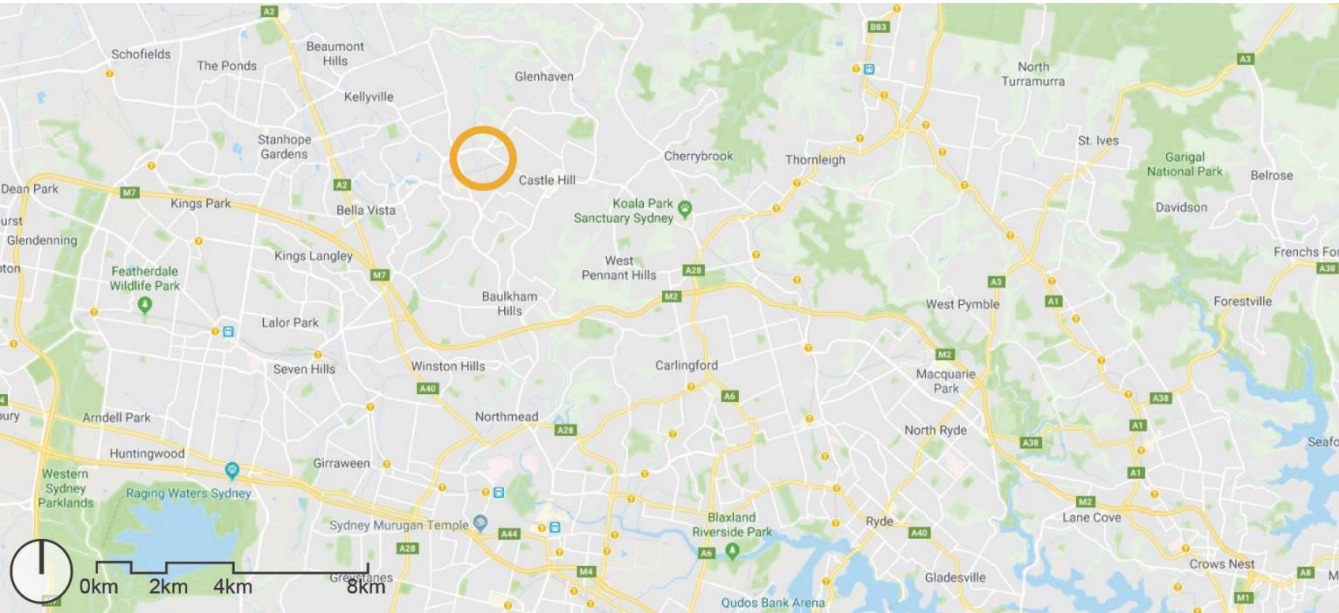 A2
B83
Schofields
Beaumont
Hills
The Ponds
Glenhaven
North
Turramurra
A3
Kellyville
Stanhope
Gardens
St. Ives
Cherrybrook
Thornleigh
Garigal
National Park
Belrose
Dean Park
M7
A2
Castle Hill
Kings Park
Bella Vista
Koala Park
Sanctuary Sydney
Davidson
urst
Glendenning
Kings Langley
West
Pennant Hills
Frenchs For
A38
pton
Featherdale
Wildlife Park
M7
A28
A3
M2
Baulkham
Hills
West Pymble
A1
Forestville
Lalor Park
Seven Hills
Winston Hills
Carlingford
M2
Macquarie
Park
A40
A6
A38
4
bury
Arndell Park
Northmead
A28
North Ryde
A1
A38
Seafo
Huntingwood
Girraween
Western
Sydney
Parklands
Raging Waters Sydney
A1
M2
Lane Cove
Sydney Murugan Temple
A44
Blaxland
Riverside Park
Ryde
A40
A28
A6
Crows Nest
M4
A8
M
0km
2km
4km
8km
Greystanes
Gladesville
Qudos Bank Arena
M1